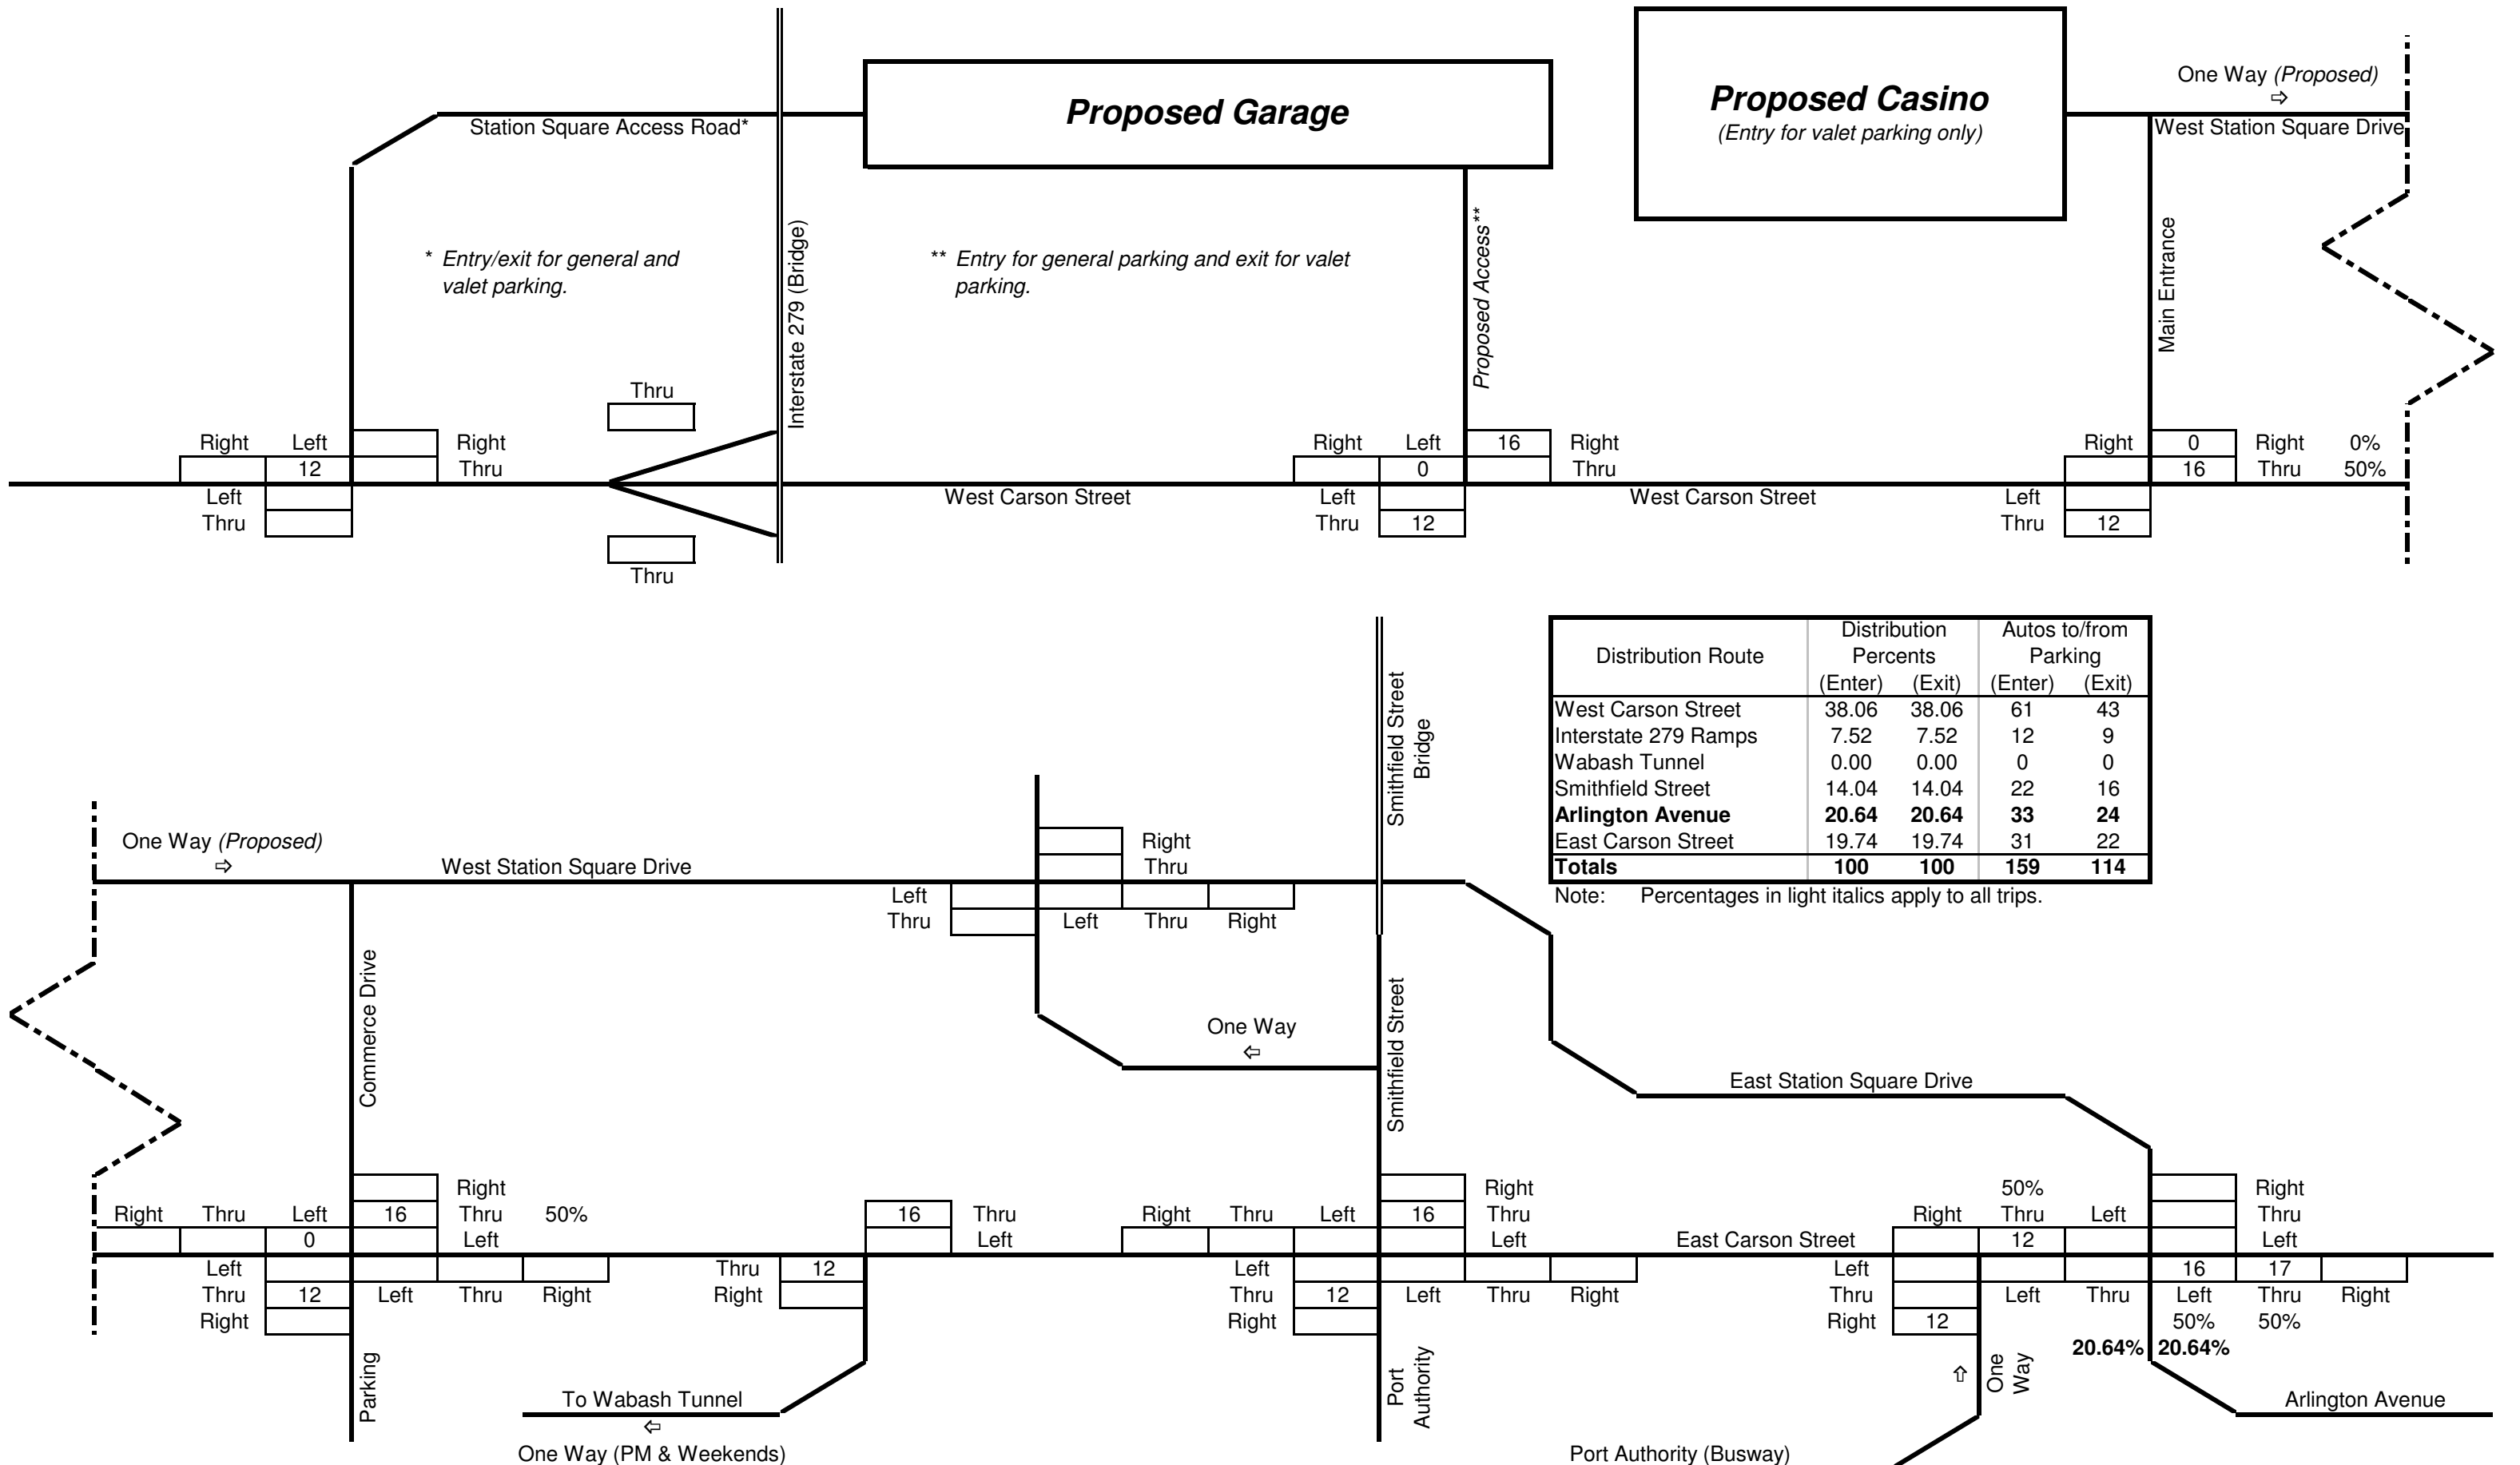 One Way (Proposed)
⇨
Proposed Garage
Proposed Casino
(Entry for valet parking only)
Station Square Access Road*
West Station Square Drive
Interstate 279 (Bridge)
Proposed Access**
Main Entrance
* Entry/exit for general and
valet parking.
** Entry for general parking and exit for valet
parking.
Thru
Right Left Right
12 Thru
Left
Thru
Thru
West Carson Street
Right Left 16 Right
0 Thru
Left
Thru 12
West Carson Street
Right 0 Right 0%
16 Thru 50%
Left
Thru 12
Distribution Route
Distribution
Percents
(Enter) (Exit)
Autos to/from
Parking
(Enter) (Exit)
West Carson Street 38.06 38.06 61 43
Interstate 279 Ramps 7.52 7.52 12 9
Wabash Tunnel 0.00 0.00 0 0
Smithfield Street 14.04 14.04 22 16
Arlington Avenue 20.64 20.64 33 24
East Carson Street 19.74 19.74 31 22
Totals 100 100 159 114
Note: Percentages in light italics apply to all trips.
Smithfield Street
Bridge
One Way (Proposed)
⇨
West Station Square Drive
Right
Thru
Left
Thru Left Thru Right
Commerce Drive
One Way
⇦
Smithfield Street
East Station Square Drive
Right
Right Thru Left 16 Thru 50%
0 Left
Left
Thru 12 Left Thru Right
Right
Parking
16 Thru
Left
Thru 12
Right
To Wabash Tunnel
⇦
One Way (PM & Weekends)
Right
Right Thru Left 16 Thru
Left
Left
Thru 12 Left Thru Right
Right
Port
Authority
East Carson Street
50% Right
Right Thru Left Thru
12 Left
Left 16 17
Thru Left Thru Left Thru Right
Right 12 50% 50%
20.64% 20.64%
⇧
One
Way
Arlington Avenue
Port Authority (Busway)